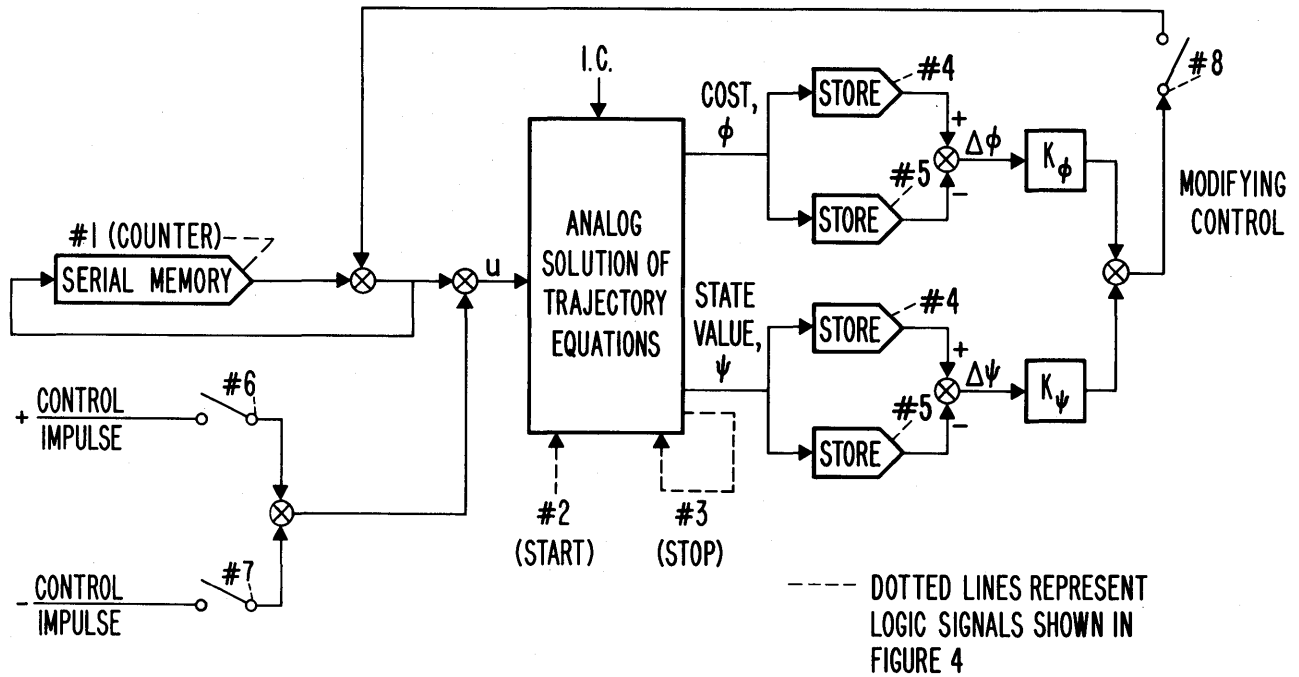 I.C.
#8
COST,
ϕ
STORE
#4
+
Δϕ
Kϕ
−
STORE
#5
MODIFYING
CONTROL
#1 (COUNTER)
SERIAL MEMORY
u
ANALOG
SOLUTION OF
TRAJECTORY
EQUATIONS
STATE
VALUE,
ψ
STORE
#4
+
Δψ
Kψ
−
STORE
#5
+ CONTROL
IMPULSE
#6
− CONTROL
IMPULSE
#7
#2
(START)
#3
(STOP)
DOTTED LINES REPRESENT
LOGIC SIGNALS SHOWN IN
FIGURE 4